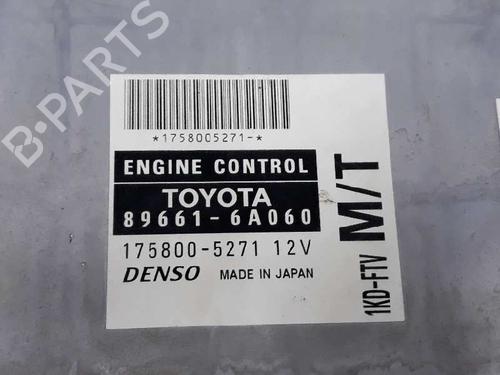 *1758005271-*
ENGINE CONTROL
TOYOTA
89661-6A060
175800-5271 12V
DENSO MADE IN JAPAN
1KD-FTV
M/T
B-PARTS